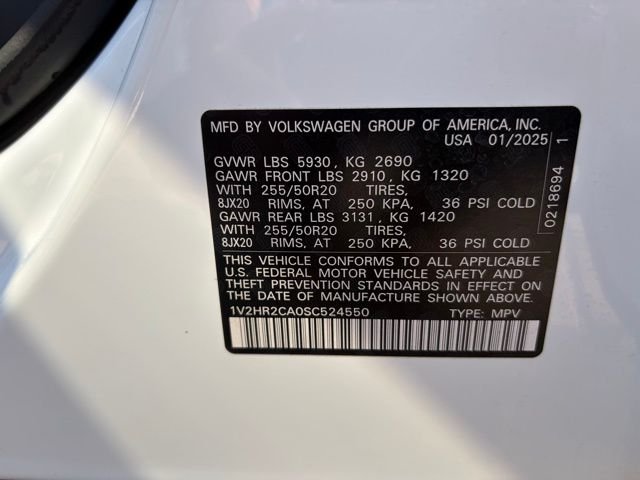 MFD BY VOLKSWAGEN GROUP OF AMERICA, INC.
USA 01/2025
GVWR LBS 5930, KG 2690
GAWR FRONT LBS 2910, KG 1320
WITH 255/50R20 TIRES,
8JX20 RIMS, AT 250 KPA, 36 PSI COLD
GAWR REAR LBS 3131, KG 1420
WITH 255/50R20 TIRES,
8JX20 RIMS, AT 250 KPA, 36 PSI COLD
THIS VEHICLE CONFORMS TO ALL APPLICABLE
U.S. FEDERAL MOTOR VEHICLE SAFETY AND
THEFT PREVENTION STANDARDS IN EFFECT ON
THE DATE OF MANUFACTURE SHOWN ABOVE.
1V2HR2CA0SC524550 TYPE: MPV
0218694 1